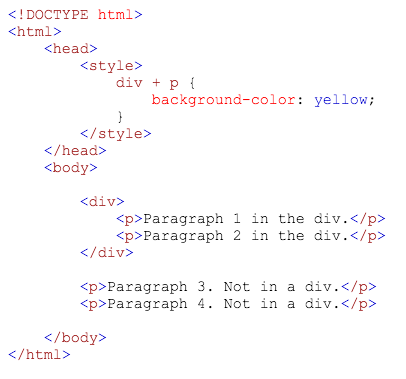 <!DOCTYPE html>
<html>
    <head>
        <style>
            div + p {
                background-color: yellow;
            }
        </style>
    </head>
    <body>

        <div>
            <p>Paragraph 1 in the div.</p>
            <p>Paragraph 2 in the div.</p>
        </div>

        <p>Paragraph 3. Not in a div.</p>
        <p>Paragraph 4. Not in a div.</p>

    </body>
</html>